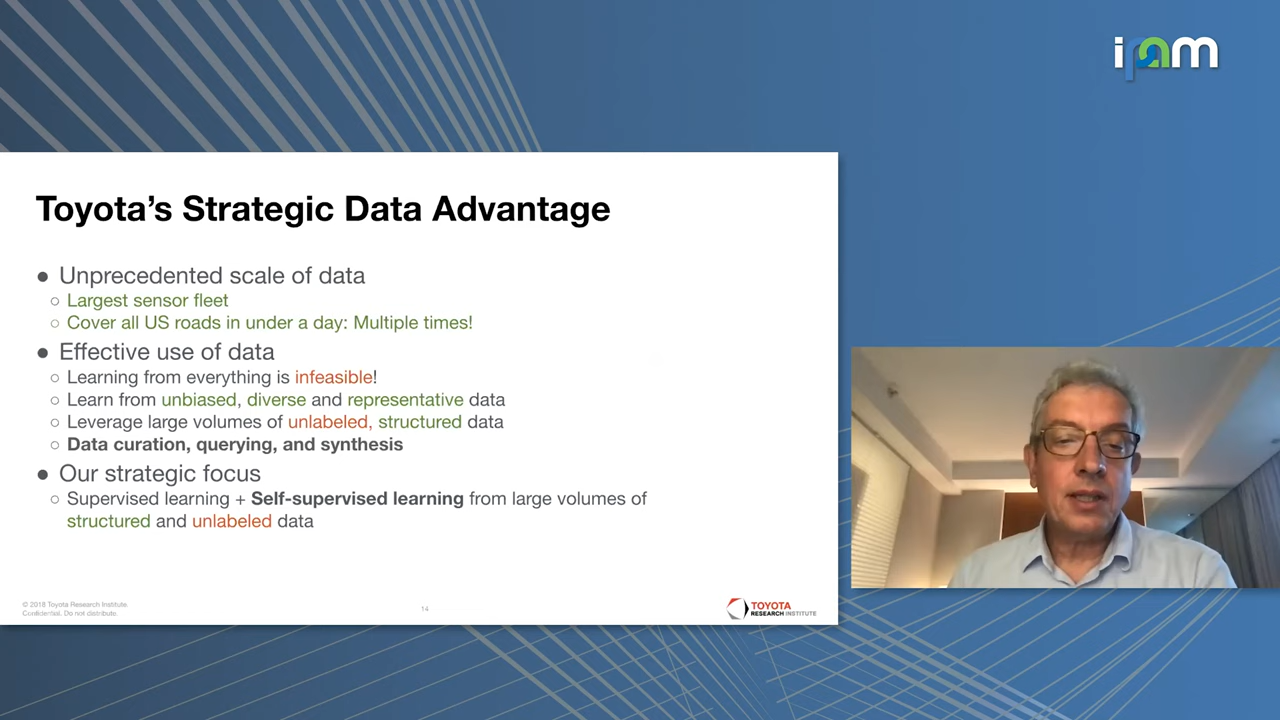 ipam
Toyota’s Strategic Data Advantage
● Unprecedented scale of data
○ Largest sensor fleet
○ Cover all US roads in under a day: Multiple times!
● Effective use of data
○ Learning from everything is infeasible!
○ Learn from unbiased, diverse and representative data
○ Leverage large volumes of unlabeled, structured data
○ Data curation, querying, and synthesis
● Our strategic focus
○ Supervised learning + Self-supervised learning from large volumes of
structured and unlabeled data
© 2018 Toyota Research Institute.
Confidential. Do not distribute.
14
TOYOTA
RESEARCH INSTITUTE